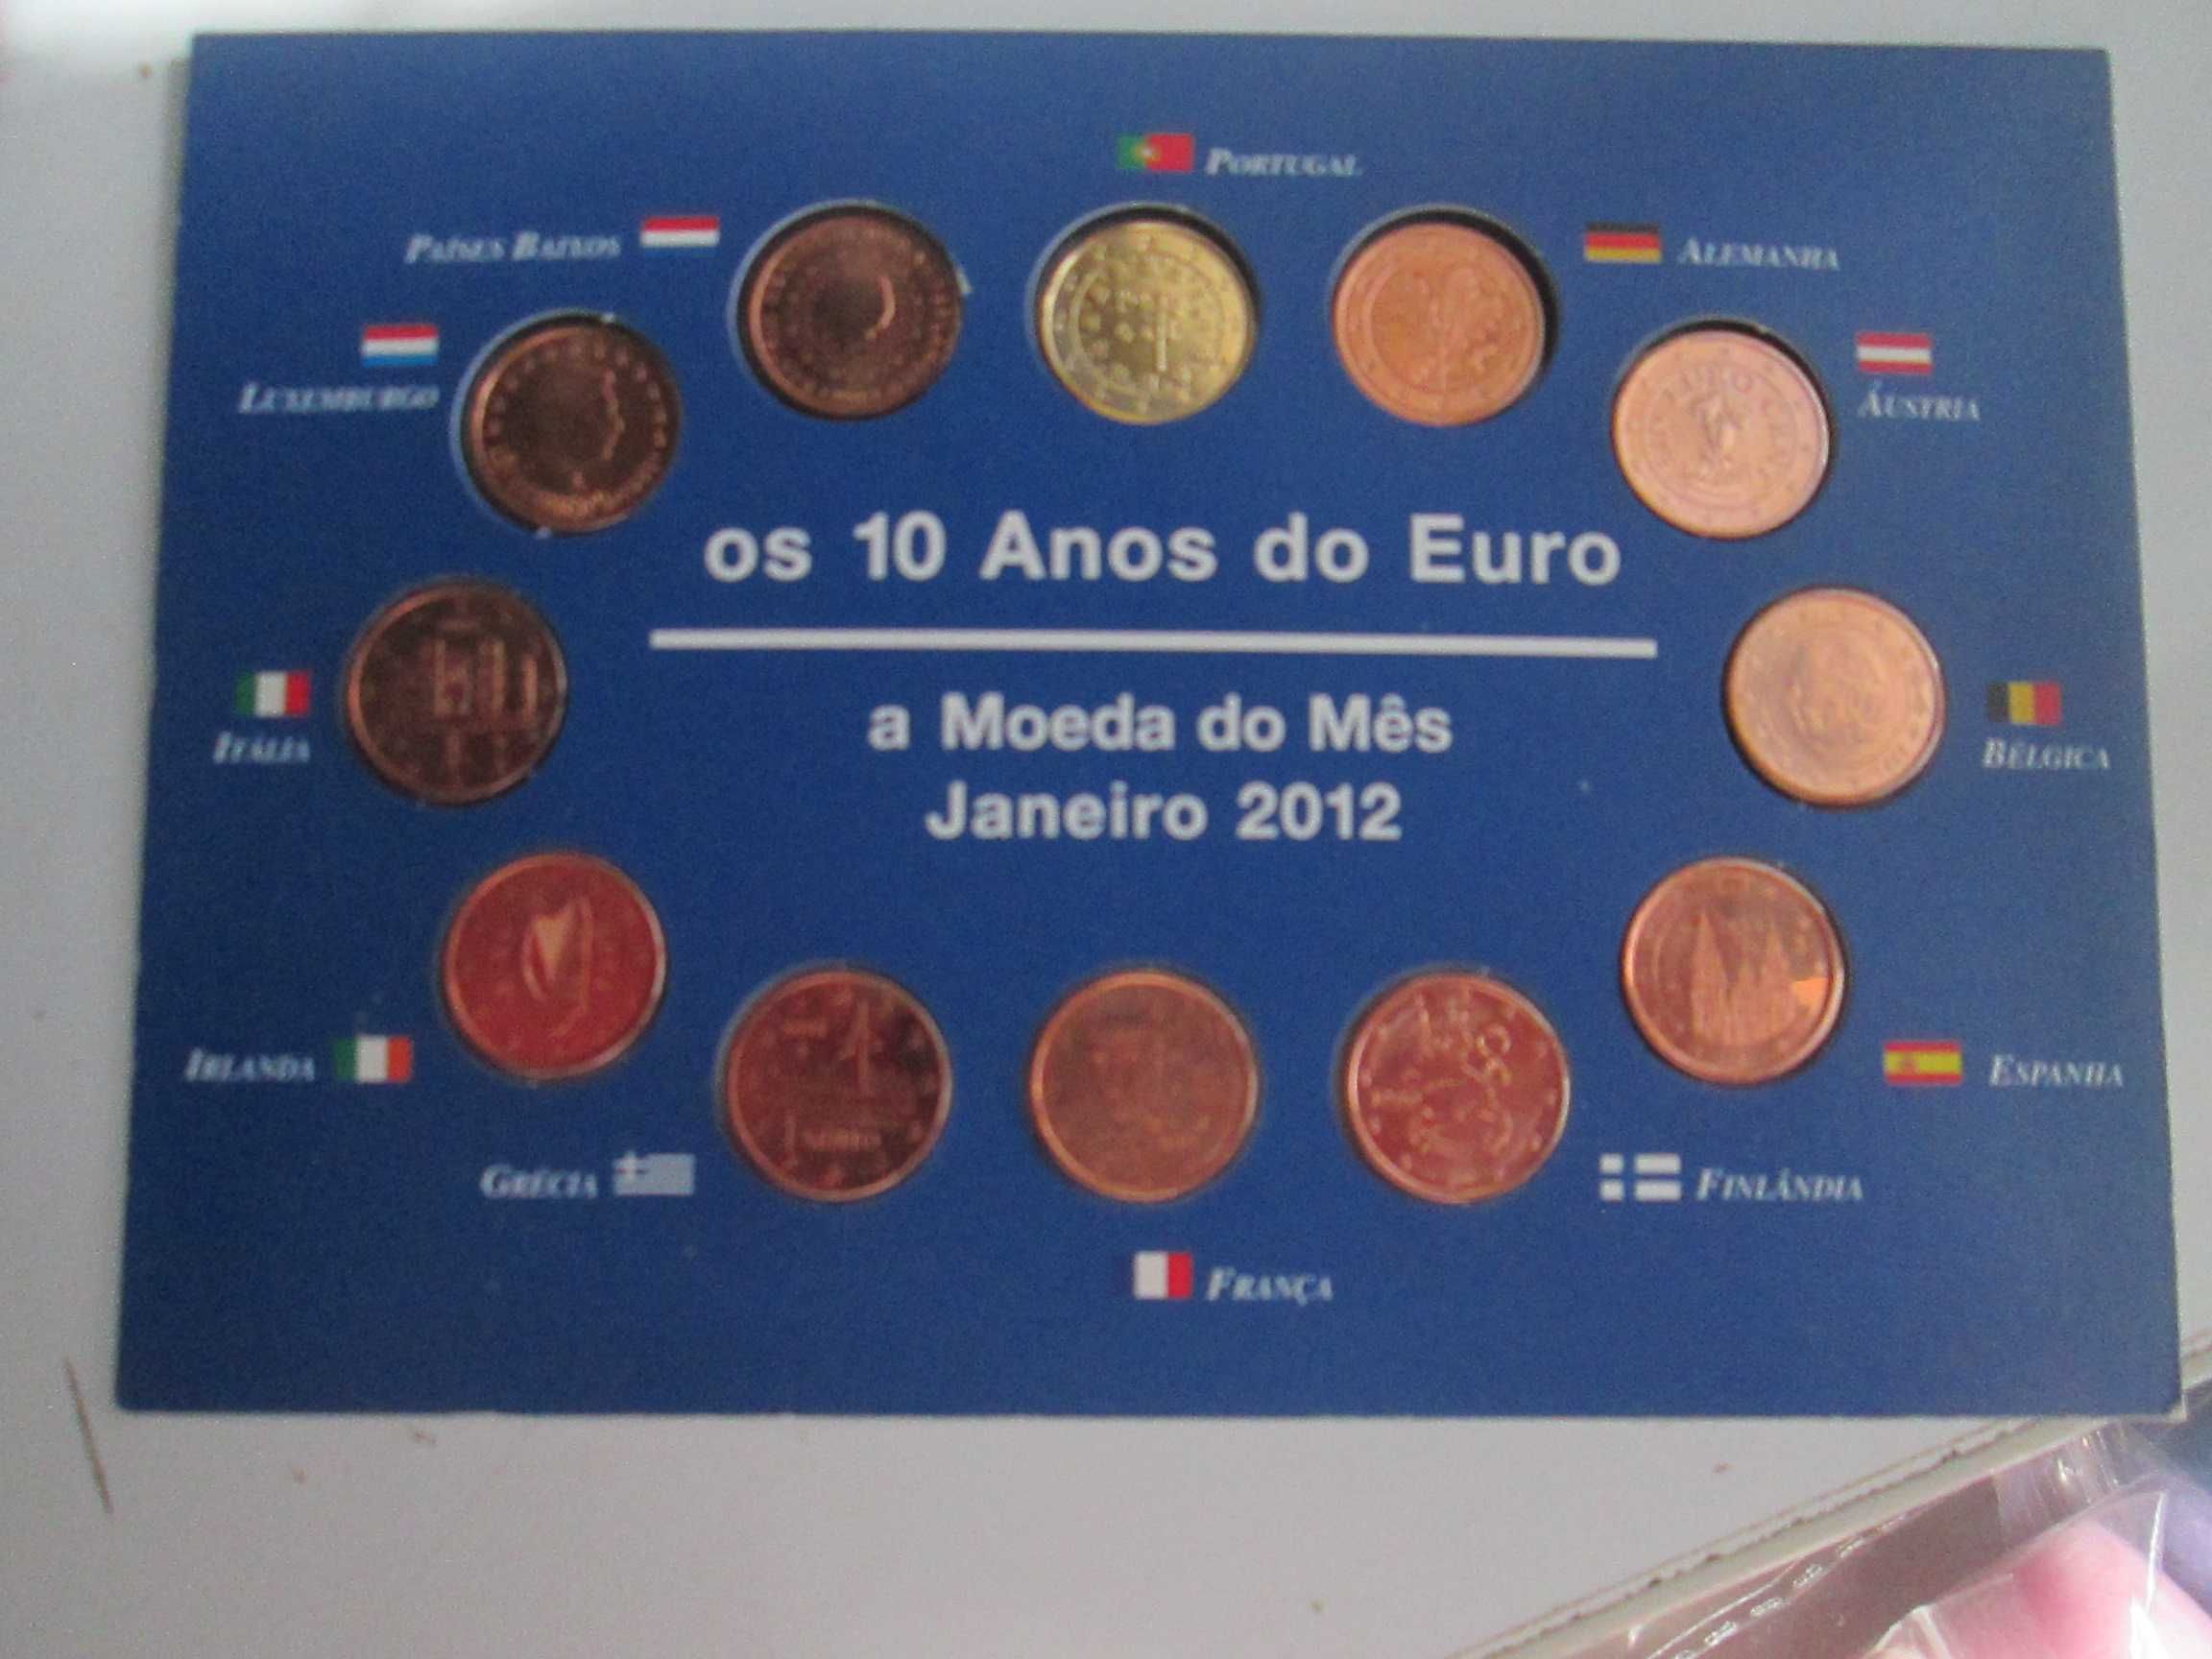 PORTUGAL
PAÍSES BAIXOS
ALEMANHA
LUXEMBURGO
ÁUSTRIA
os 10 Anos do Euro
a Moeda do Mês
Janeiro 2012
ITÁLIA
BÉLGICA
IRLANDA
ESPANHA
GRÉCIA
FINLÂNDIA
FRANÇA